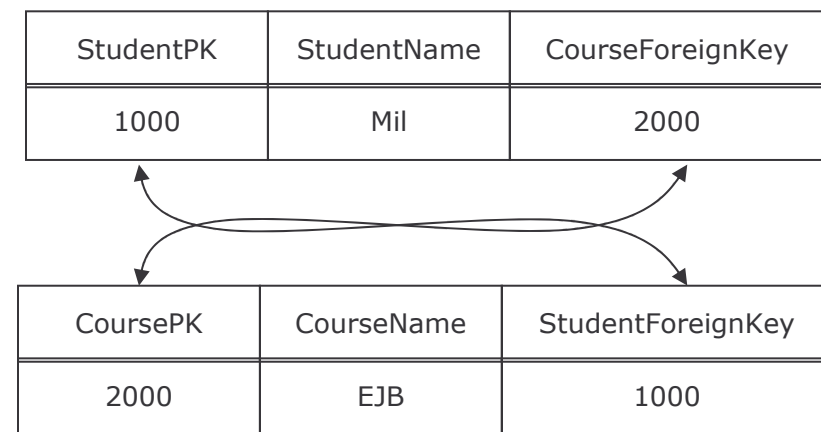 StudentPK StudentName CourseForeignKey
1000 Mil 2000
CoursePK CourseName StudentForeignKey
2000 EJB 1000